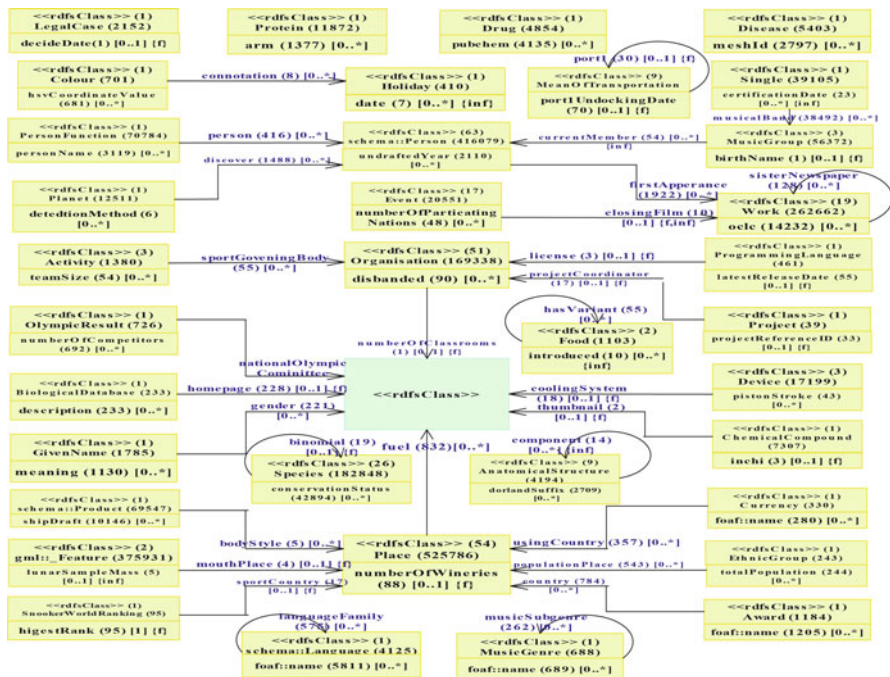 <<rdfsClass>> (1)
LegalCase (2152)
decideDate(1) [0..1] {f}
<<rdfsClass>> (1)
Protein (11872)
arm (1377) [0..*]
<<rdfsClass>> (1)
Drug (4854)
pubchem (4135) [0..*]
<<rdfsClass>> (1)
Disease (5403)
meshId (2797) [0..*]
<<rdfsClass>> (1)
Colour (701)
hsvCoordinateValue
(681) [0..*]
connotation (8) [0..*]
<<rdfsClass>> (1)
Holiday (410)
date (7) [0..*] {inf}
port1 (30) [0..1] {f}
<<rdfsClass>> (9)
MeanOfTransportation
port1UndockingDate
(70) [0..1] {f}
<<rdfsClass>> (1)
Single (39105)
certificationDate (23)
[0..*] {inf}
musicalBand(38492) [0..*]
<<rdfsClass>> (1)
PersonFunction (70784)
personName (3119) [0..*]
person (416) [0..*]
<<rdfsClass>> (63)
schema::Person (416079)
undraftedYear (2110)
[0..*]
currentMember (54) [0..*]
{inf}
<<rdfsClass>> (3)
MusicGroup (56372)
birthName (1) [0..1] {f}
discover (1488) [0..*]
<<rdfsClass>> (1)
Planet (12511)
detedtionMethod (6)
[0..*]
<<rdfsClass>> (17)
Event (20551)
numberOfParticating
Nations (48) [0..*]
firstApperance
(1922) [0..*]
closingFilm (10)
[0..1] {f,inf}
sisterNewspaper
(128) [0..*]
<<rdfsClass>> (19)
Work (262662)
oclc (14232) [0..*]
<<rdfsClass>> (3)
Activity (1380)
teamSize (54) [0..*]
sportGoveningBody
(55) [0..*]
<<rdfsClass>> (51)
Organisation (169338)
disbanded (90) [0..*]
license (3) [0..1] {f}
projectCoordinator
(17) [0..1] {f}
<<rdfsClass>> (1)
ProgrammingLanguage
(461)
latestReleaseDate (55)
[0..1] {f}
<<rdfsClass>> (1)
OlympicResult (726)
numberOfCompetitors
(692) [0..*]
numberOfClassrooms
(1) [0..1] {f}
hasVariant (55)
[0..*]
<<rdfsClass>> (2)
Food (1103)
introduced (10) [0..*]
{inf}
<<rdfsClass>> (1)
Project (39)
projectReferenceID (33)
[0..1] {f}
nationalOlympic
Cominittee
<<rdfsClass>> (1)
BiologicalDatabase (233)
description (233) [0..*]
homepage (228) [0..1] {f}
gender (221)
[0..*]
<<rdfsClass>>
coolingSystem
(18) [0..1] {f}
thumbnail (2)
[0..1] {f}
<<rdfsClass>> (3)
Device (17199)
pistonStroke (43)
[0..*]
<<rdfsClass>> (1)
GivenName (1785)
meaning (1130) [0..*]
binomial (19)
[0..1] {f}
<<rdfsClass>> (26)
Species (182848)
conservationStatus
(42894) [0..*]
fuel (832)[0..*]
component (14)
[0..*] {inf}
<<rdfsClass>> (9)
AnatomicalStructure
(4194)
dorlandSuffix (2709)
[0..*]
<<rdfsClass>> (1)
ChemicalCompound
(7307)
inchi (3) [0..1] {f}
<<rdfsClass>> (1)
schema::Product (69547)
shipDraft (10146) [0..*]
<<rdfsClass>> (1)
Currency (330)
foaf::name (280) [0..*]
<<rdfsClass>> (2)
gml::_Feature (375931)
lunarSampleMass (5)
[0..1] {inf}
bodyStyle (5) [0..*]
mouthPlace (4) [0..1] {f}
sportCountry (17)
[0..1] {f}
<<rdfsClass>> (54)
Place (525786)
numberOfWineries
(88) [0..1] {f}
usingCountry (357) [0..*]
populationPlace (543) [0..*]
country (784)
[0..*]
<<rdfsClass>> (1)
EthnicGroup (243)
totalPopulation (244)
[0..*]
<<rdfsClass>> (1)
SnookerWorldRanking (95)
higestRank (95) [1] {f}
languageFamily
(575) [0..*]
<<rdfsClass>> (1)
schema::Language (4125)
foaf::name (5811) [0..*]
musicSubgenre
(262) [0..*]
<<rdfsClass>> (1)
MusicGenre (688)
foaf::name (689) [0..*]
<<rdfsClass>> (1)
Award (1184)
foaf::name (1205) [0..*]